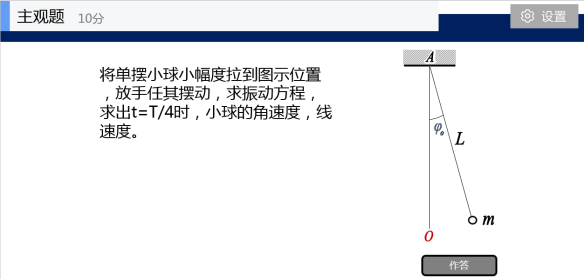 主观题 10分
设置
将单摆小球小幅度拉到图示位置
，放手任其摆动，求振动方程，
求出t=T/4时，小球的角速度，线
速度。
A
φ₀
L
m
O
作答